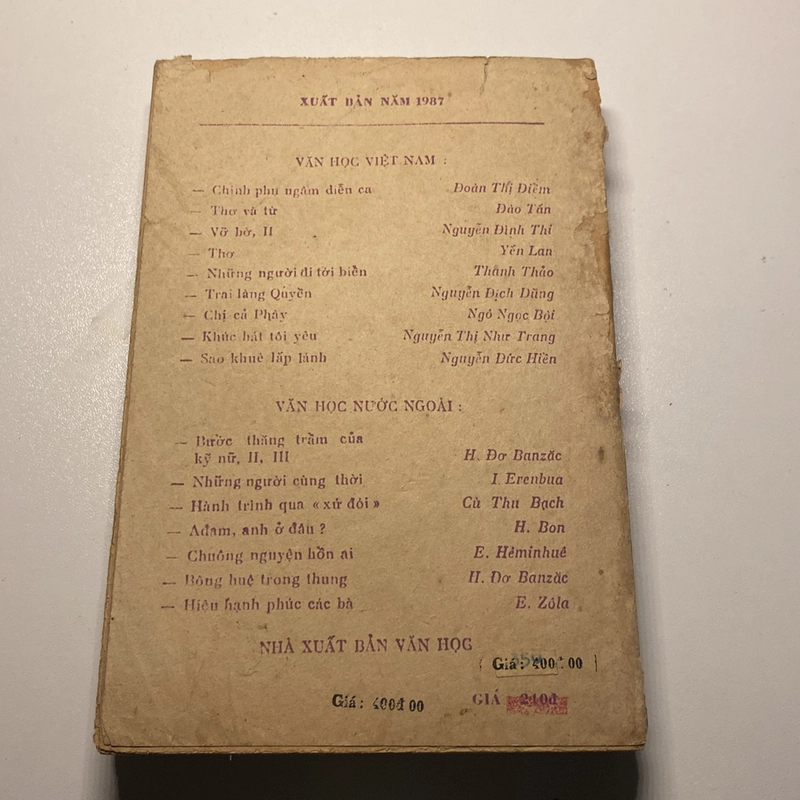 XUẤT BẢN NĂM 1987
VĂN HỌC VIỆT NAM :
— Chinh phụ ngâm diễn ca Đoàn Thị Điểm
— Thơ và từ Đào Tấn
— Vỡ bờ, II Nguyễn Đình Thi
— Thơ Yến Lan
— Những người đi tới biển Thanh Thảo
— Trai làng Quyền Nguyễn Địch Dũng
— Chị cả Phây Ngô Ngọc Bội
— Khúc hát tôi yêu Nguyễn Thị Như Trang
— Sao khuê lấp lánh Nguyễn Đức Hiền
VĂN HỌC NƯỚC NGOÀI :
— Bước thăng trầm của
kỹ nữ, II, III H. Đơ Banzăc
— Những người cùng thời I Erenbua
— Hành trình qua « xứ đói » Cù Thu Bạch
— Ađam, anh ở đâu ? H. Bon
— Chuông nguyện hồn ai E. Hêminhuê
— Bông huệ trong thung H. Đơ Banzăc
— Hiệu hạnh phúc các bà E. Zôla
NHÀ XUẤT BẢN VĂN HỌC
Giá: 400đ00
Giá: 400đ00
GIÁ 240đ